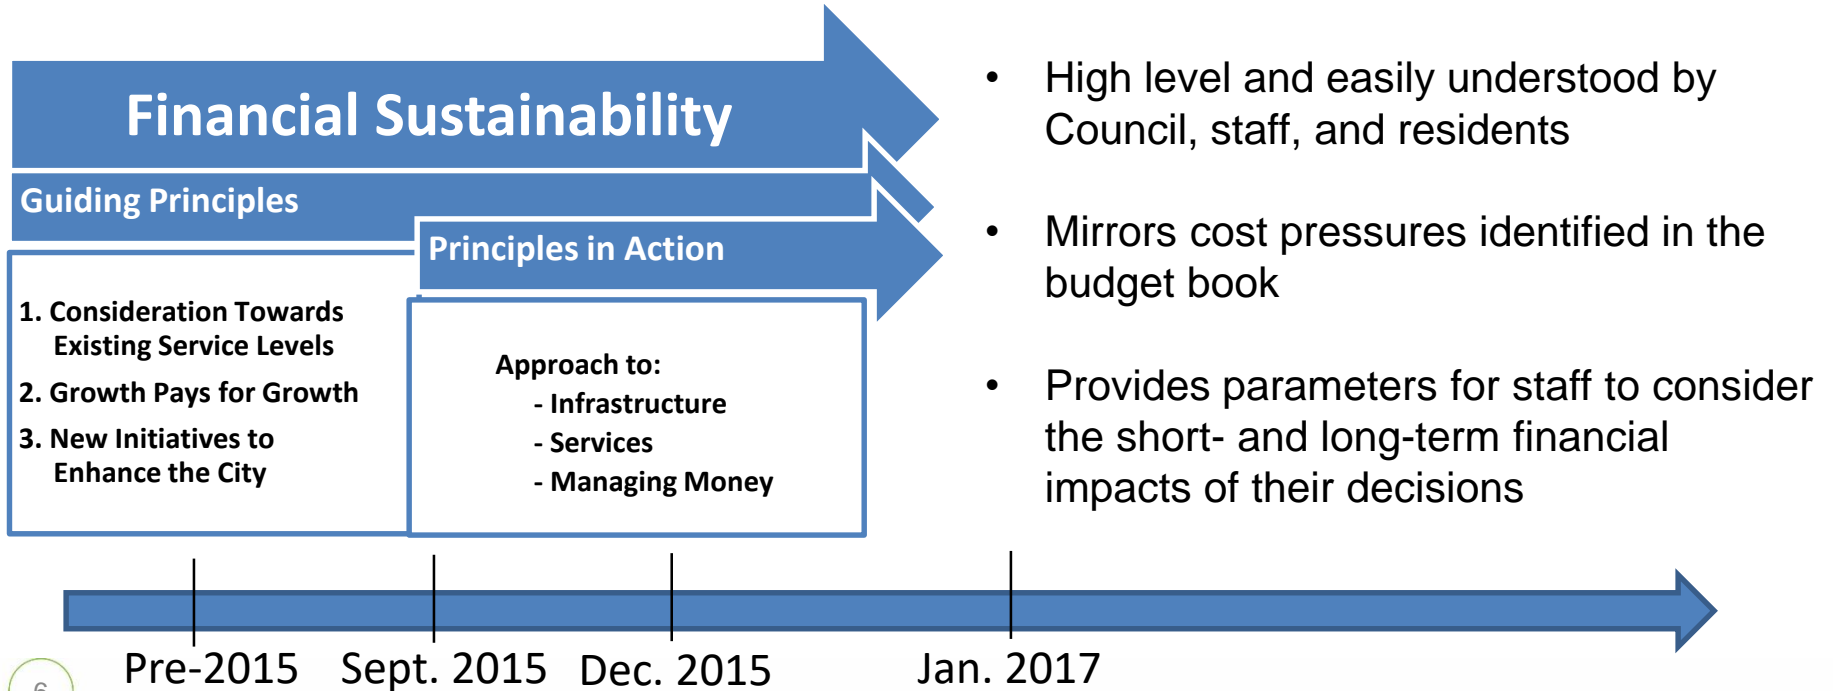 Financial Sustainability
Guiding Principles
Principles in Action
1. Consideration Towards
Existing Service Levels
2. Growth Pays for Growth
3. New Initiatives to
Enhance the City
Approach to:
- Infrastructure
- Services
- Managing Money
• High level and easily understood by
Council, staff, and residents
• Mirrors cost pressures identified in the
budget book
• Provides parameters for staff to consider
the short- and long-term financial
impacts of their decisions
Pre-2015
Sept. 2015
Dec. 2015
Jan. 2017
6